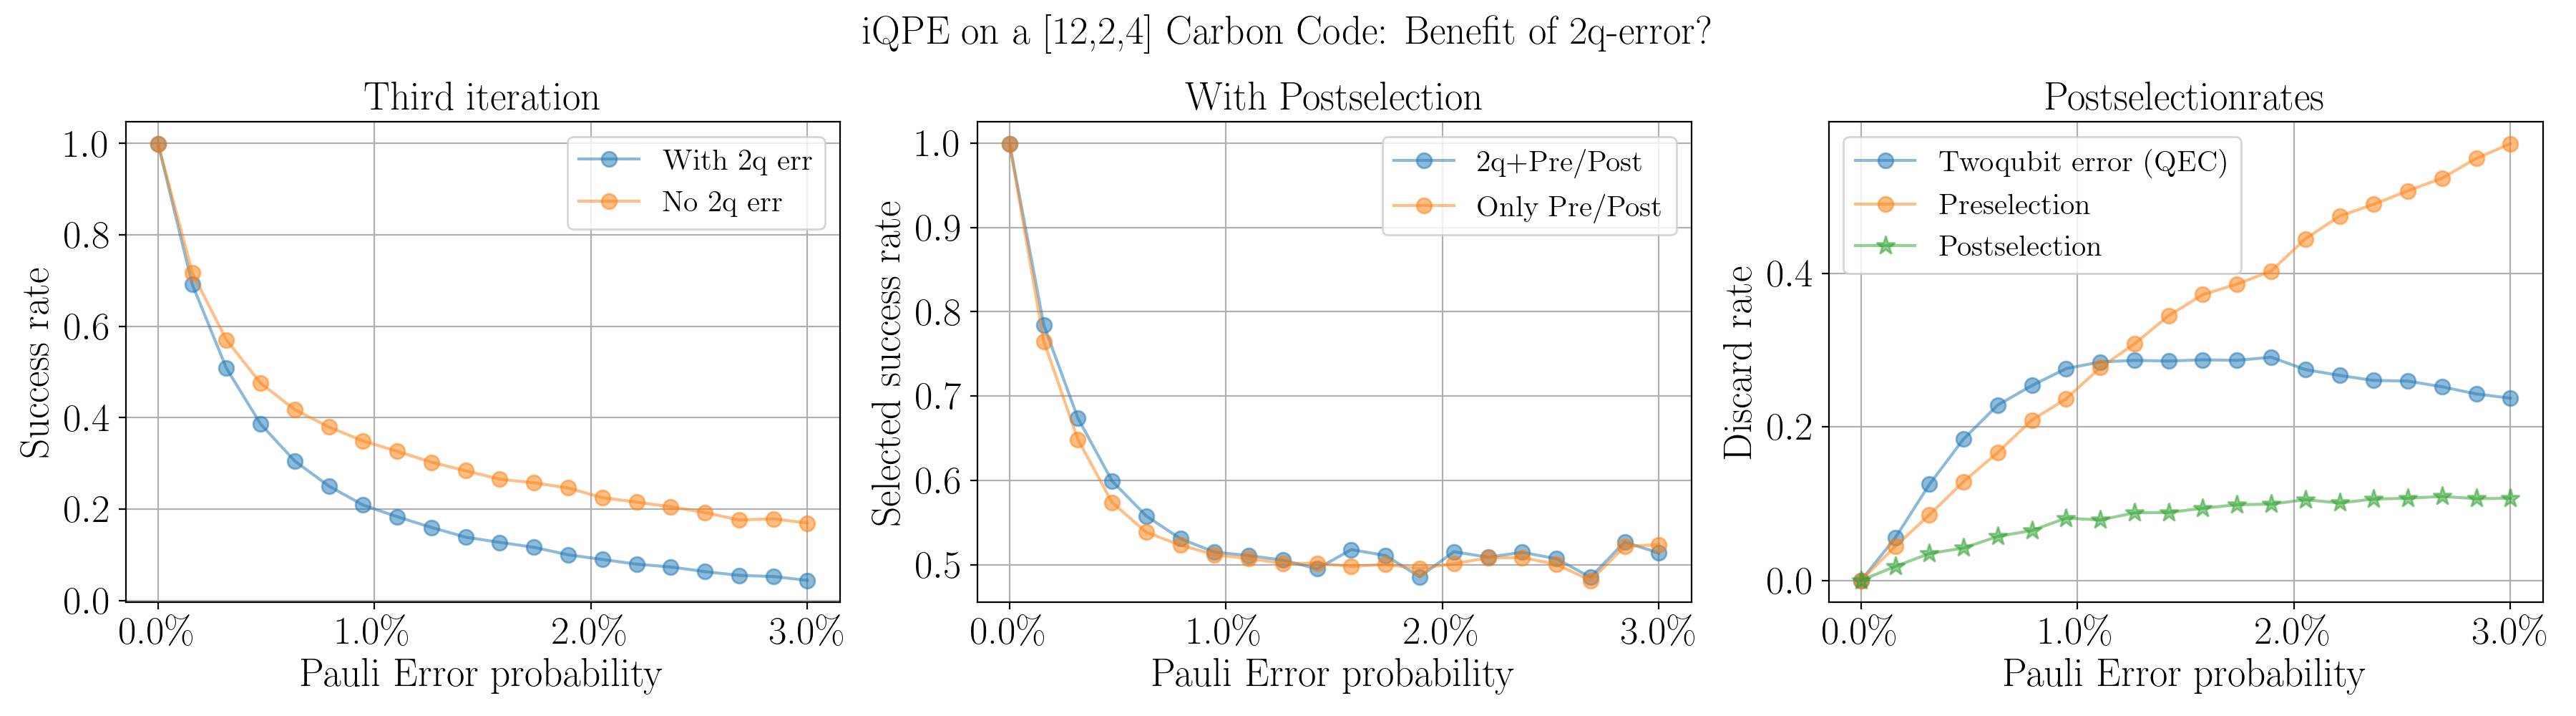 iQPE on a [12,2,4] Carbon Code: Benefit of 2q-error?
Third iteration
Success rate
1.0
0.8
0.6
0.4
0.2
0.0
With 2q err
No 2q err
0.0% 1.0% 2.0% 3.0%
Pauli Error probability
With Postselection
Selected success rate
1.0
0.9
0.8
0.7
0.6
0.5
2q+Pre/Post
Only Pre/Post
0.0% 1.0% 2.0% 3.0%
Pauli Error probability
Postselectionrates
Discard rate
0.4
0.2
0.0
Twoqubit error (QEC)
Preselection
Postselection
0.0% 1.0% 2.0% 3.0%
Pauli Error probability